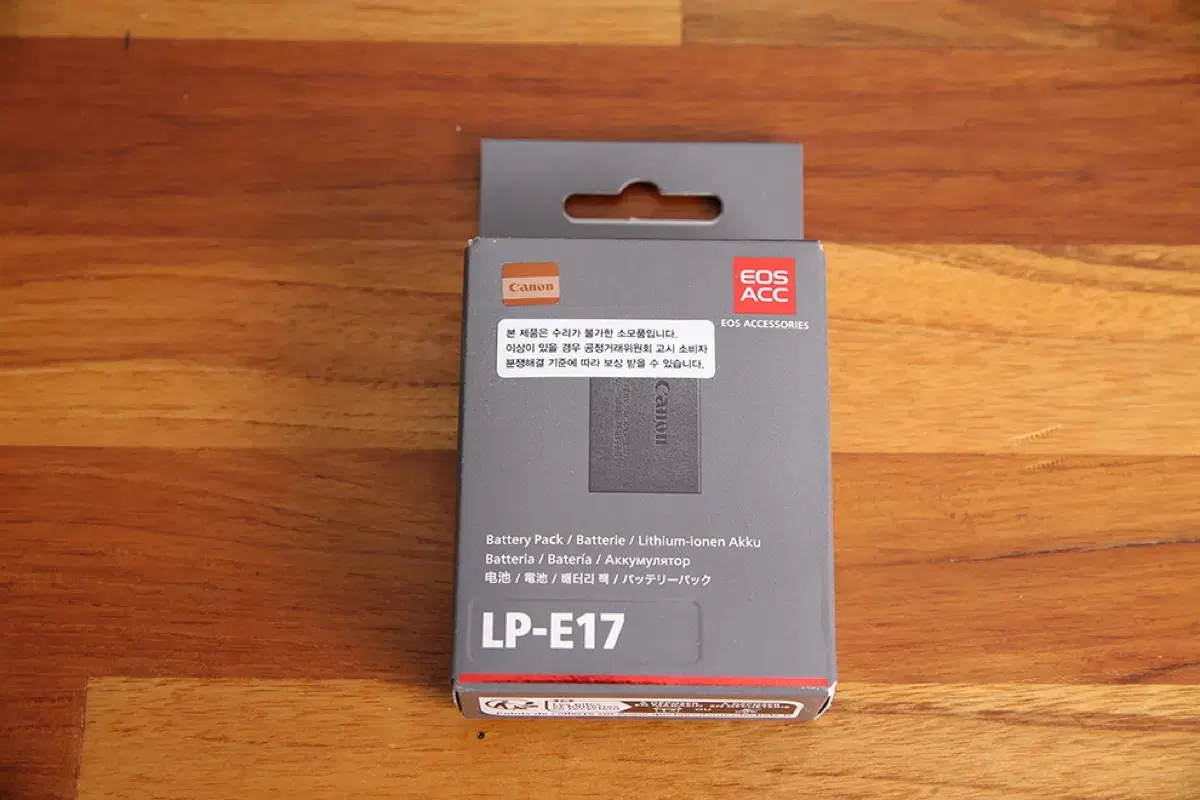 Canon
EOS
ACC
EOS ACCESSORIES
본 제품은 수리가 불가한 소모품입니다.
이상이 있을 경우 공정거래위원회 고시 소비자
분쟁해결 기준에 따라 보상 받을 수 있습니다.
Canon
Battery Pack / Batterie / Lithium-ionen Akku
Batteria / Batería / Аккумулятор
电池 / 電池 / 배터리 팩 / バッテリーパック
LP-E17